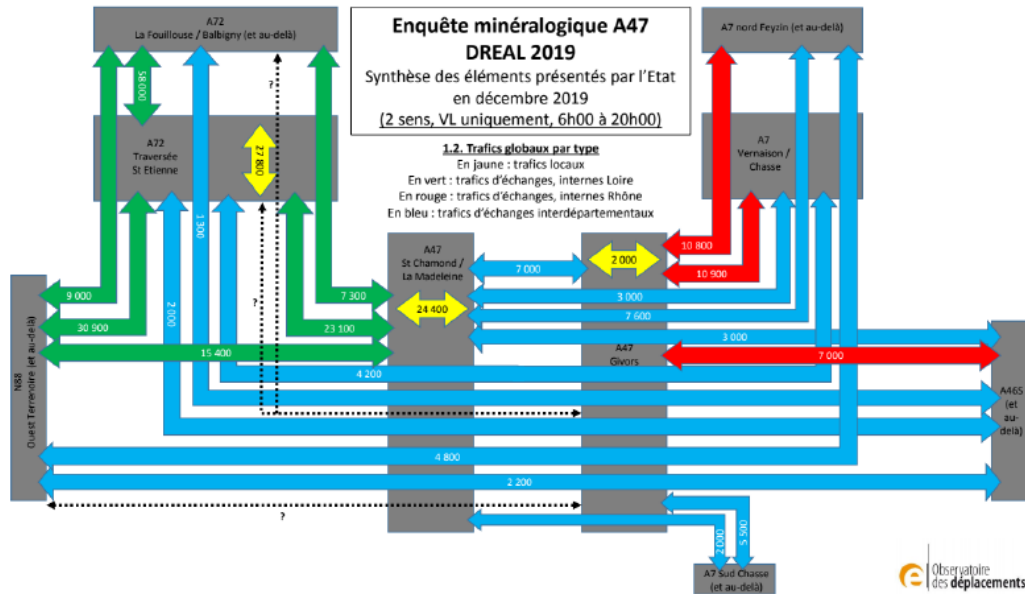 A72
La Fouillouse / Balbigny (et au-delà)
Enquête minéralogique A47
DREAL 2019
Synthèse des éléments présentés par l'Etat
en décembre 2019
(2 sens, VL uniquement, 6h00 à 20h00)
A7 nord Feyzin (et au-delà)
58 000
?
A72
Traversée
St Etienne
27 800
A7
Vernaison /
Chasse
1.2. Trafics globaux par type
En jaune : trafics locaux
En vert : trafics d'échanges, internes Loire
En rouge : trafics d'échanges, internes Rhône
En bleu : trafics d'échanges interdépartementaux
1 300
A47
St Chamond /
La Madeleine
7 000
2 000
10 800
10 900
9 000
7 300
?
2 000
24 400
3 000
7 600
30 900
23 100
3 000
15 400
A47
Givors
7 000
4 200
N88
Ouest Terrenoire (et au-delà)
A46S
(et
au-
delà)
4 800
2 200
?
2 000
5 500
A7 Sud Chasse
(et au-delà)
e Observatoire
des déplacements